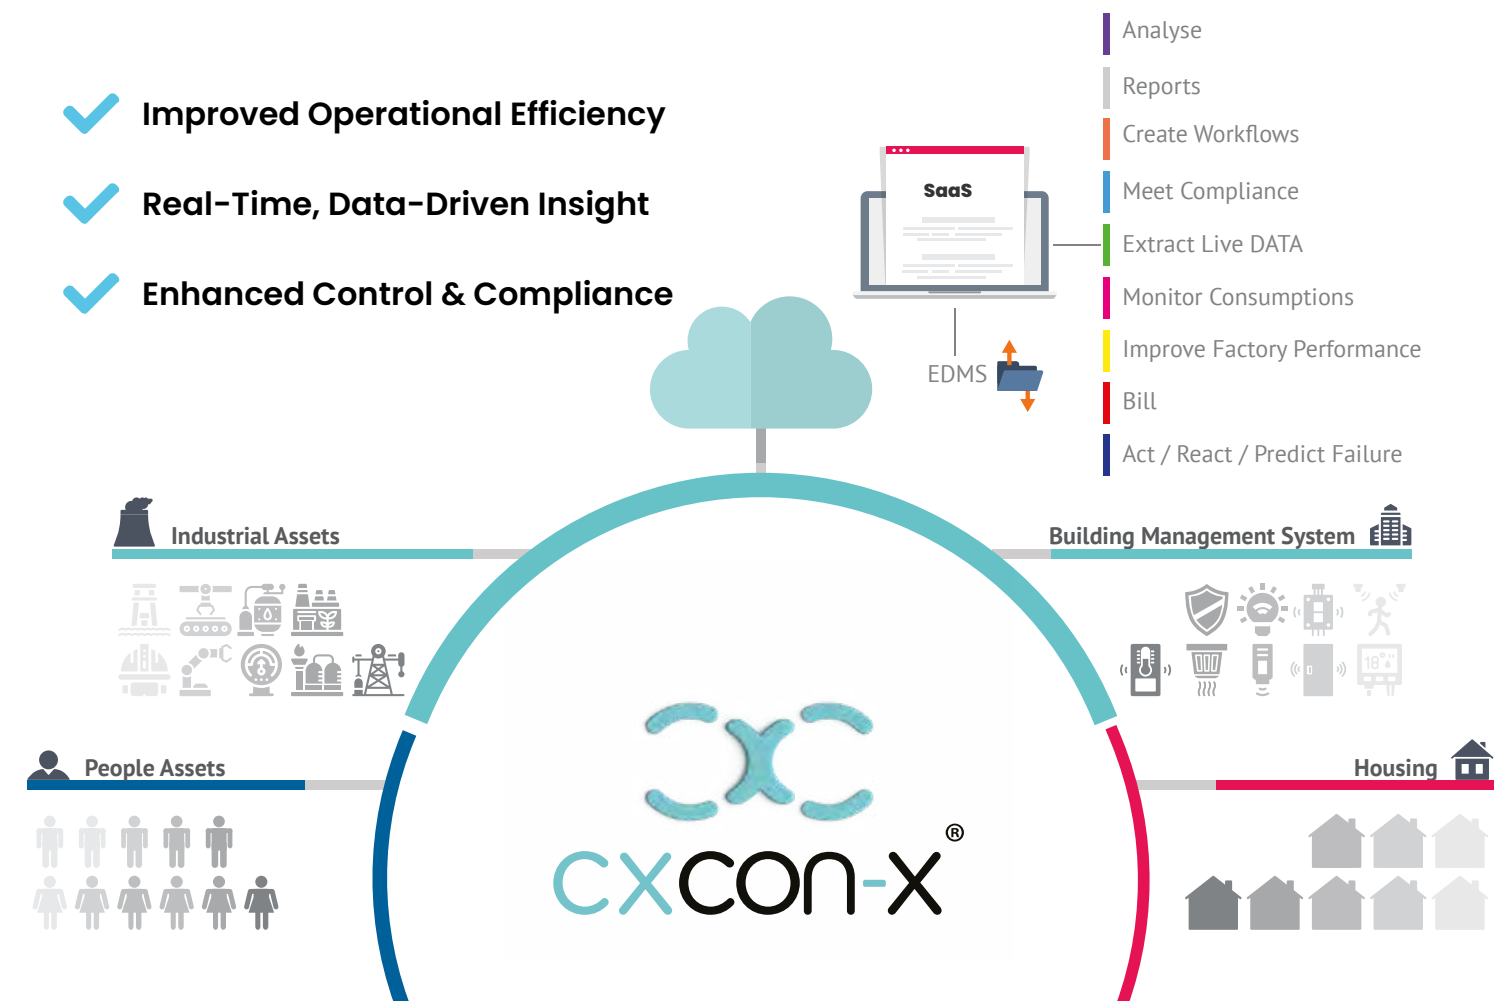 Improved Operational Efficiency
Real-Time, Data-Driven Insight
Enhanced Control & Compliance
SaaS
EDMS
Analyse
Reports
Create Workflows
Meet Compliance
Extract Live DATA
Monitor Consumptions
Improve Factory Performance
Bill
Act / React / Predict Failure
Industrial Assets
Building Management System
18°
People Assets
Housing
cxc
cxcon-x®